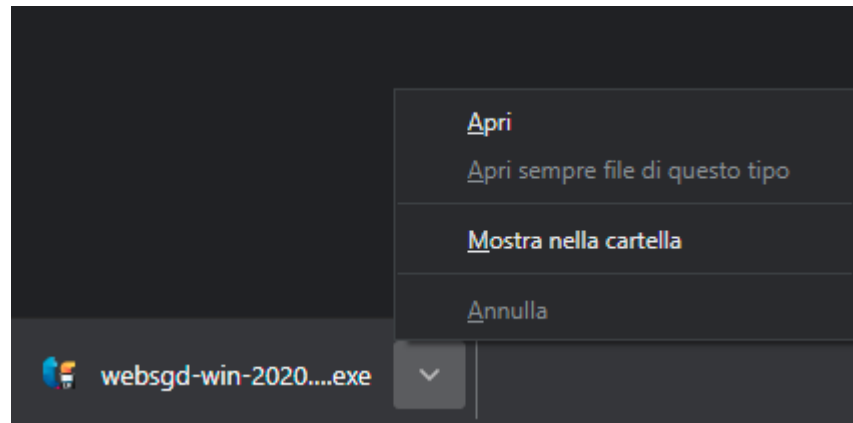 Apri
Apri sempre file di questo tipo
Mostra nella cartella
Annulla
websgd-win-2020....exe